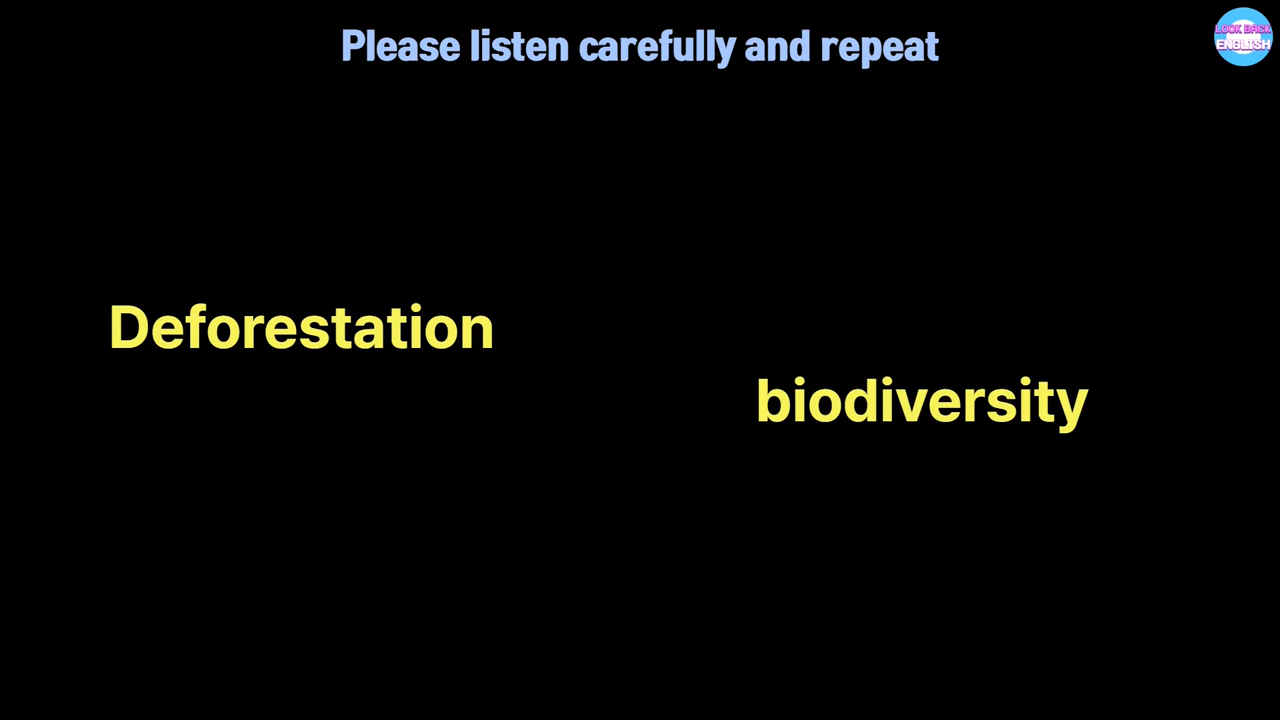 Please listen carefully and repeat
LOOK BACK
ENGLISH
Deforestation
biodiversity